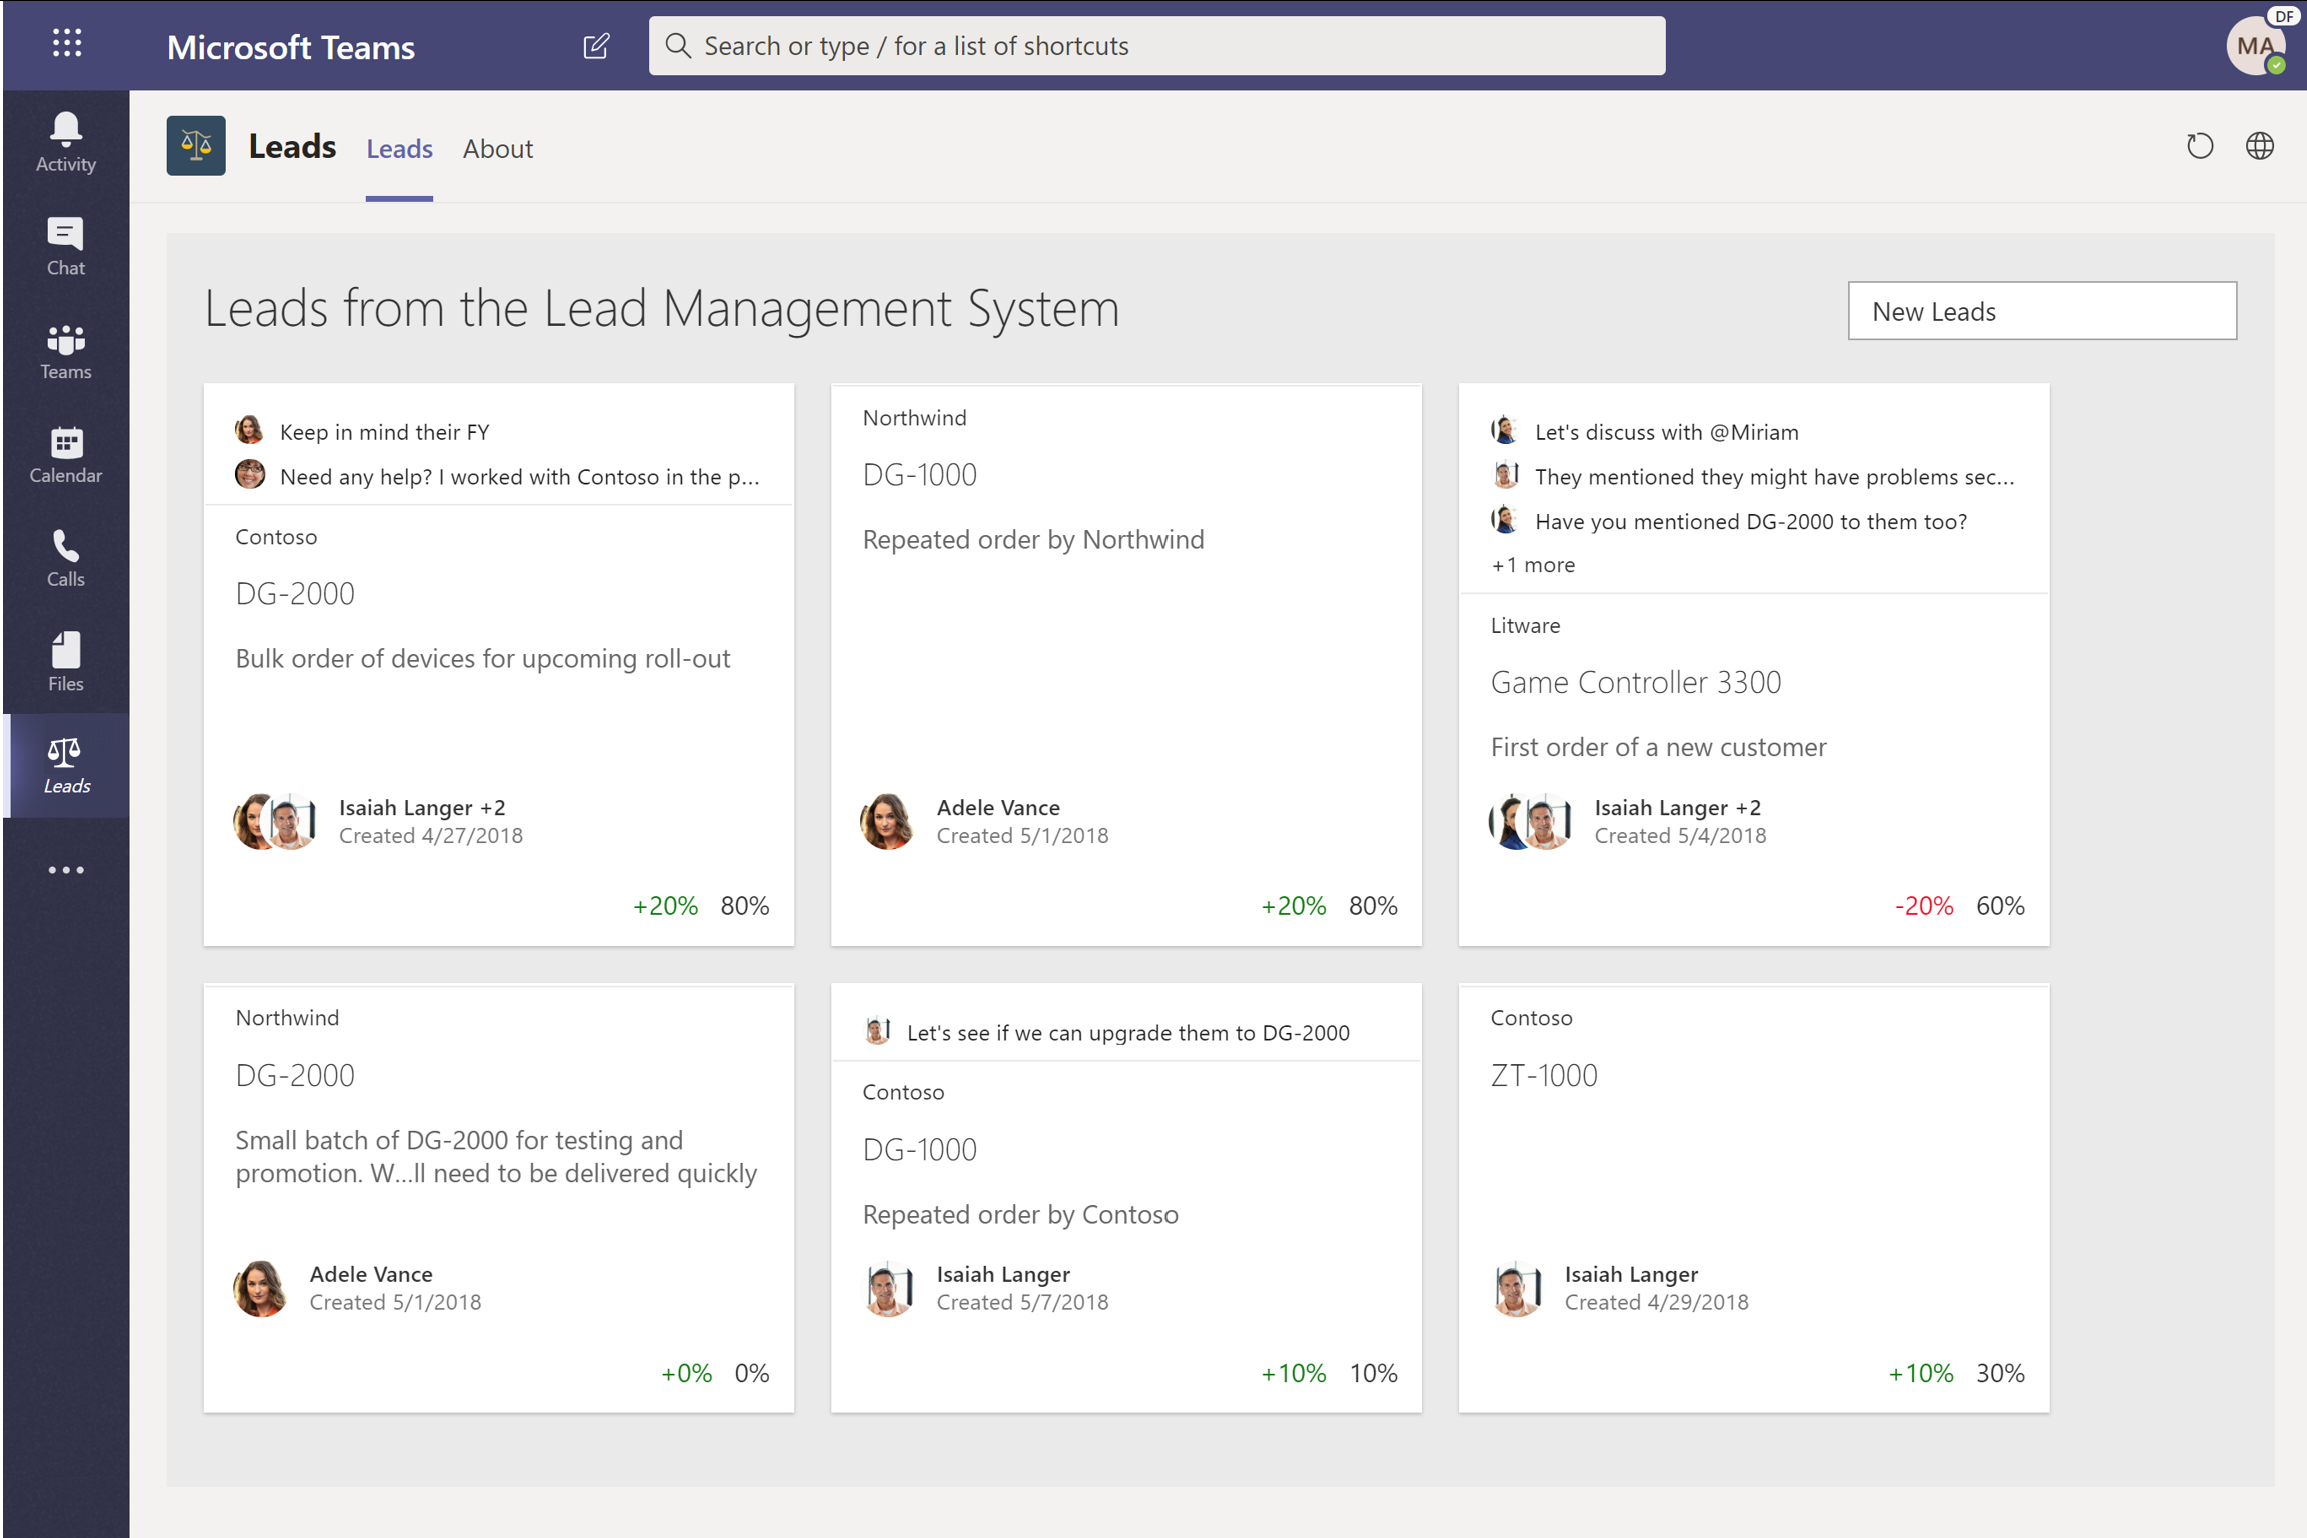 Microsoft Teams
Search or type / for a list of shortcuts
MA
DF
Activity
Chat
Teams
Calendar
Calls
Files
Leads
Leads
Leads
About
Leads from the Lead Management System
New Leads
Keep in mind their FY
Need any help? I worked with Contoso in the p...
Contoso
DG-2000
Bulk order of devices for upcoming roll-out
Isaiah Langer +2
Created 4/27/2018
+20% 80%
Northwind
DG-1000
Repeated order by Northwind
Adele Vance
Created 5/1/2018
+20% 80%
Let's discuss with @Miriam
They mentioned they might have problems sec...
Have you mentioned DG-2000 to them too?
+1 more
Litware
Game Controller 3300
First order of a new customer
Isaiah Langer +2
Created 5/4/2018
-20% 60%
Northwind
DG-2000
Small batch of DG-2000 for testing and
promotion. W...ll need to be delivered quickly
Adele Vance
Created 5/1/2018
+0% 0%
Let's see if we can upgrade them to DG-2000
Contoso
DG-1000
Repeated order by Contoso
Isaiah Langer
Created 5/7/2018
+10% 10%
Contoso
ZT-1000
Isaiah Langer
Created 4/29/2018
+10% 30%